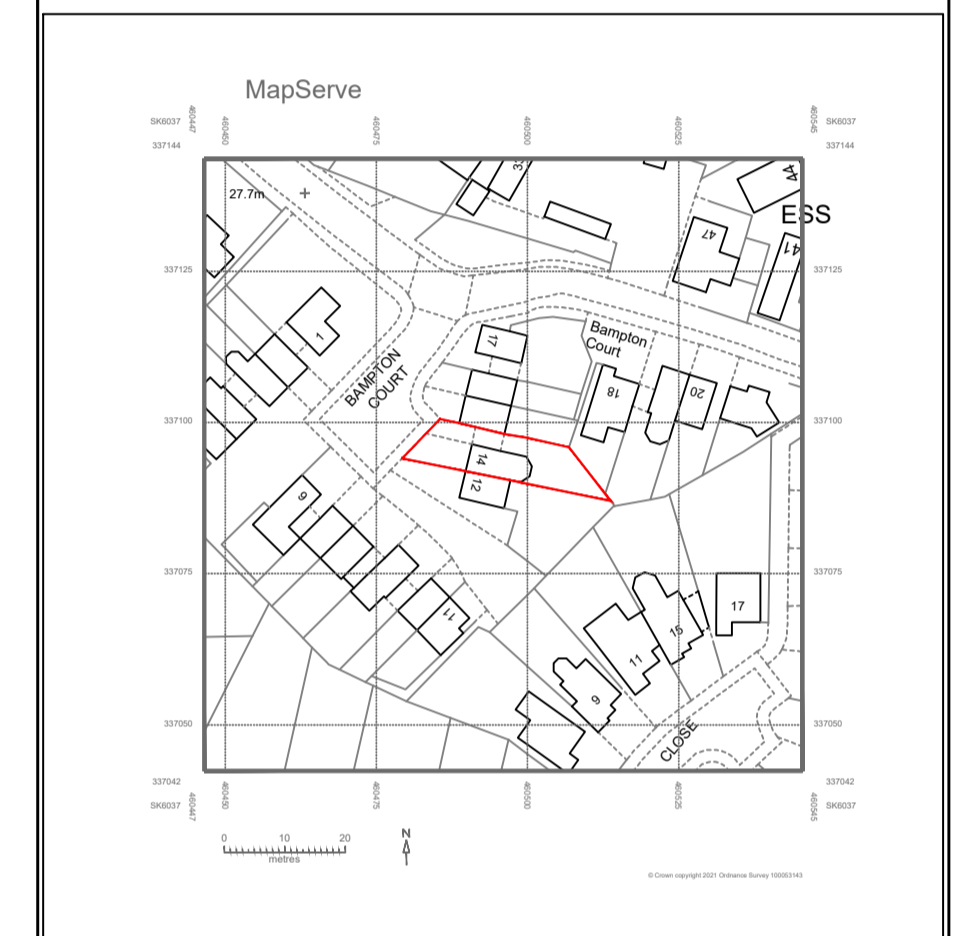 MapServe
460447
460450
460475
460500
460525
460545
SK6037
SK6037
337144
337144
44
27.7m
ESS
47
41
337125
337125
17
Bampton
Court
1
BAMPTON
COURT
18
20
337100
337100
14
12
9
337075
337075
17
11
15
11
9
337050
337050
CLOSE
337042
337042
SK6037
SK6037
460447
460450
460475
460500
460525
460545
0 10 20
metres
N
© Crown copyright 2021 Ordnance Survey 100053143